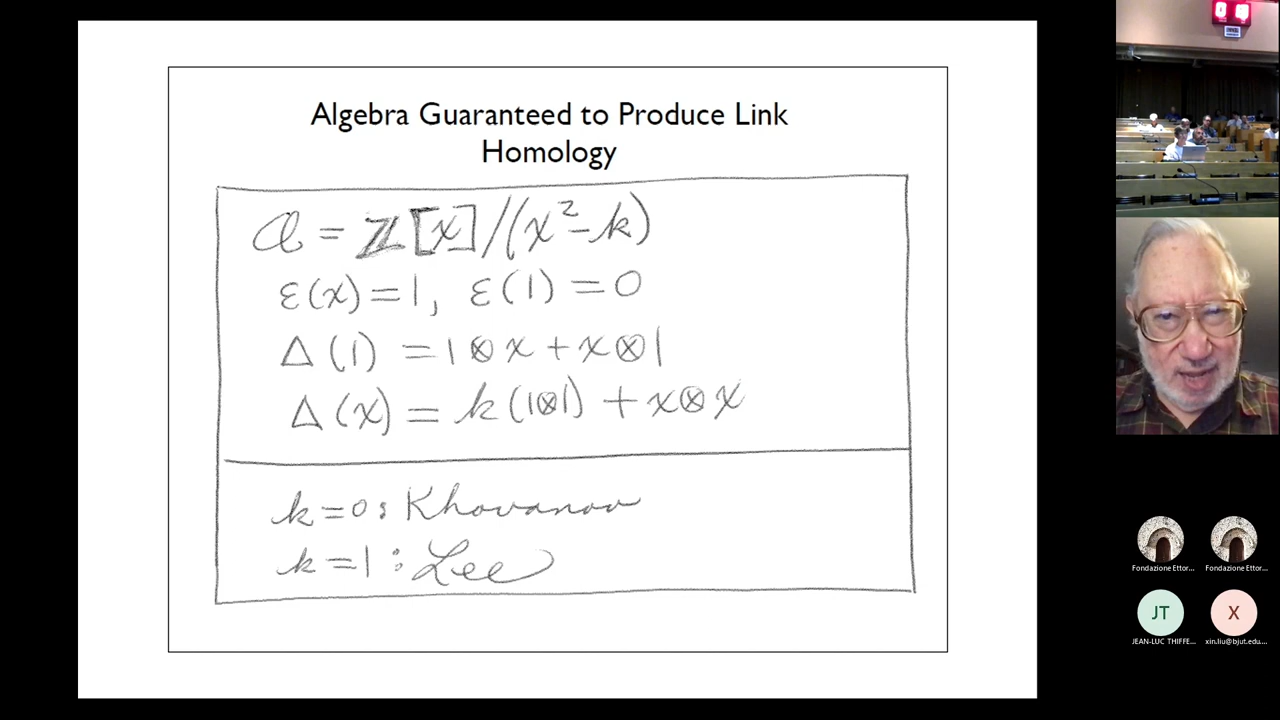 Algebra Guaranteed to Produce Link
Homology
𝒜 = ℤ[x]/(x²-k)
ε(x)=1, ε(1)=0
Δ(1) = 1⊗x + x⊗1
Δ(x) = k(1⊗1) + x⊗x
k=0: Khovanov
k=1: Lee
Fondazione Ettor...
Fondazione Ettor...
JT
X
JEAN-LUC THIFFE...
xin.liu@bjut.edu...